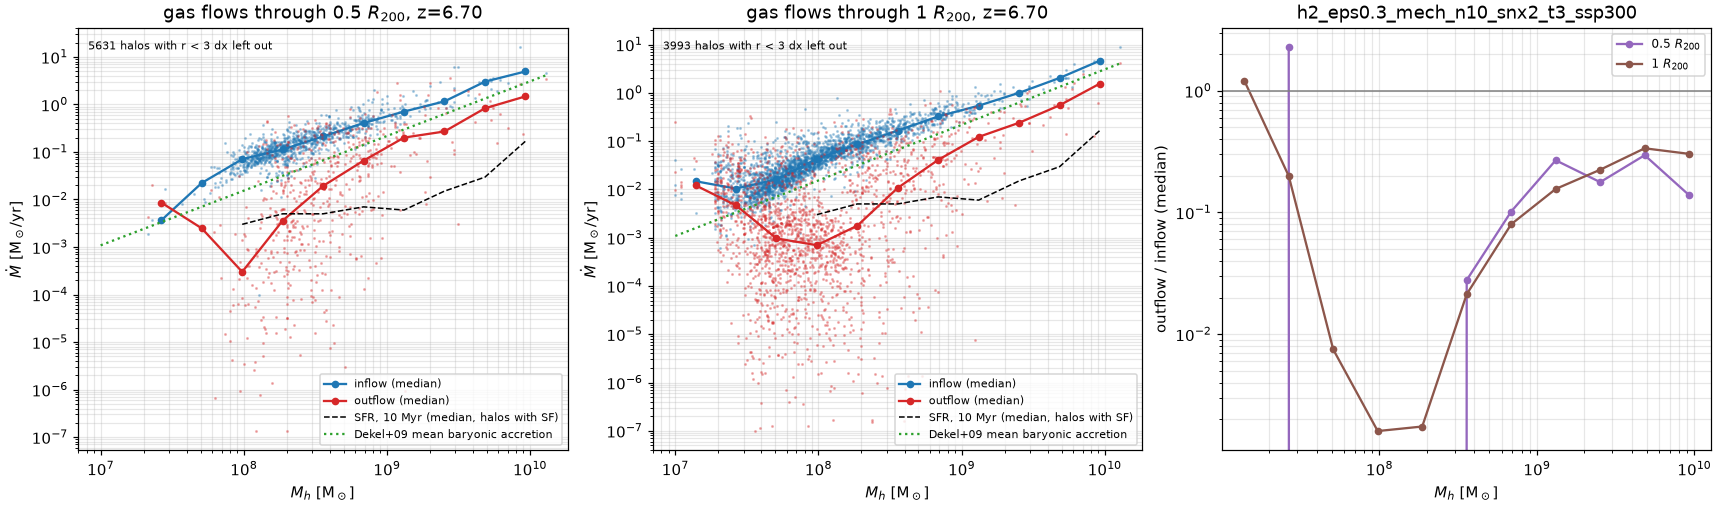 gas flows through 0.5 R₂₀₀, z=6.70
5631 halos with r < 3 dx left out
Ṁ [M⊙/yr]
10¹
10⁰
10⁻¹
10⁻²
10⁻³
10⁻⁴
10⁻⁵
10⁻⁶
10⁻⁷
inflow (median)
outflow (median)
SFR, 10 Myr (median, halos with SF)
Dekel+09 mean baryonic accretion
10⁷ 10⁸ 10⁹ 10¹⁰
Mₕ [M⊙]
gas flows through 1 R₂₀₀, z=6.70
3993 halos with r < 3 dx left out
Ṁ [M⊙/yr]
10¹
10⁰
10⁻¹
10⁻²
10⁻³
10⁻⁴
10⁻⁵
10⁻⁶
10⁻⁷
inflow (median)
outflow (median)
SFR, 10 Myr (median, halos with SF)
Dekel+09 mean baryonic accretion
10⁷ 10⁸ 10⁹ 10¹⁰
Mₕ [M⊙]
h2_eps0.3_mech_n10_snx2_t3_ssp300
0.5 R₂₀₀
1 R₂₀₀
outflow / inflow (median)
10⁰
10⁻¹
10⁻²
10⁸ 10⁹ 10¹⁰
Mₕ [M⊙]